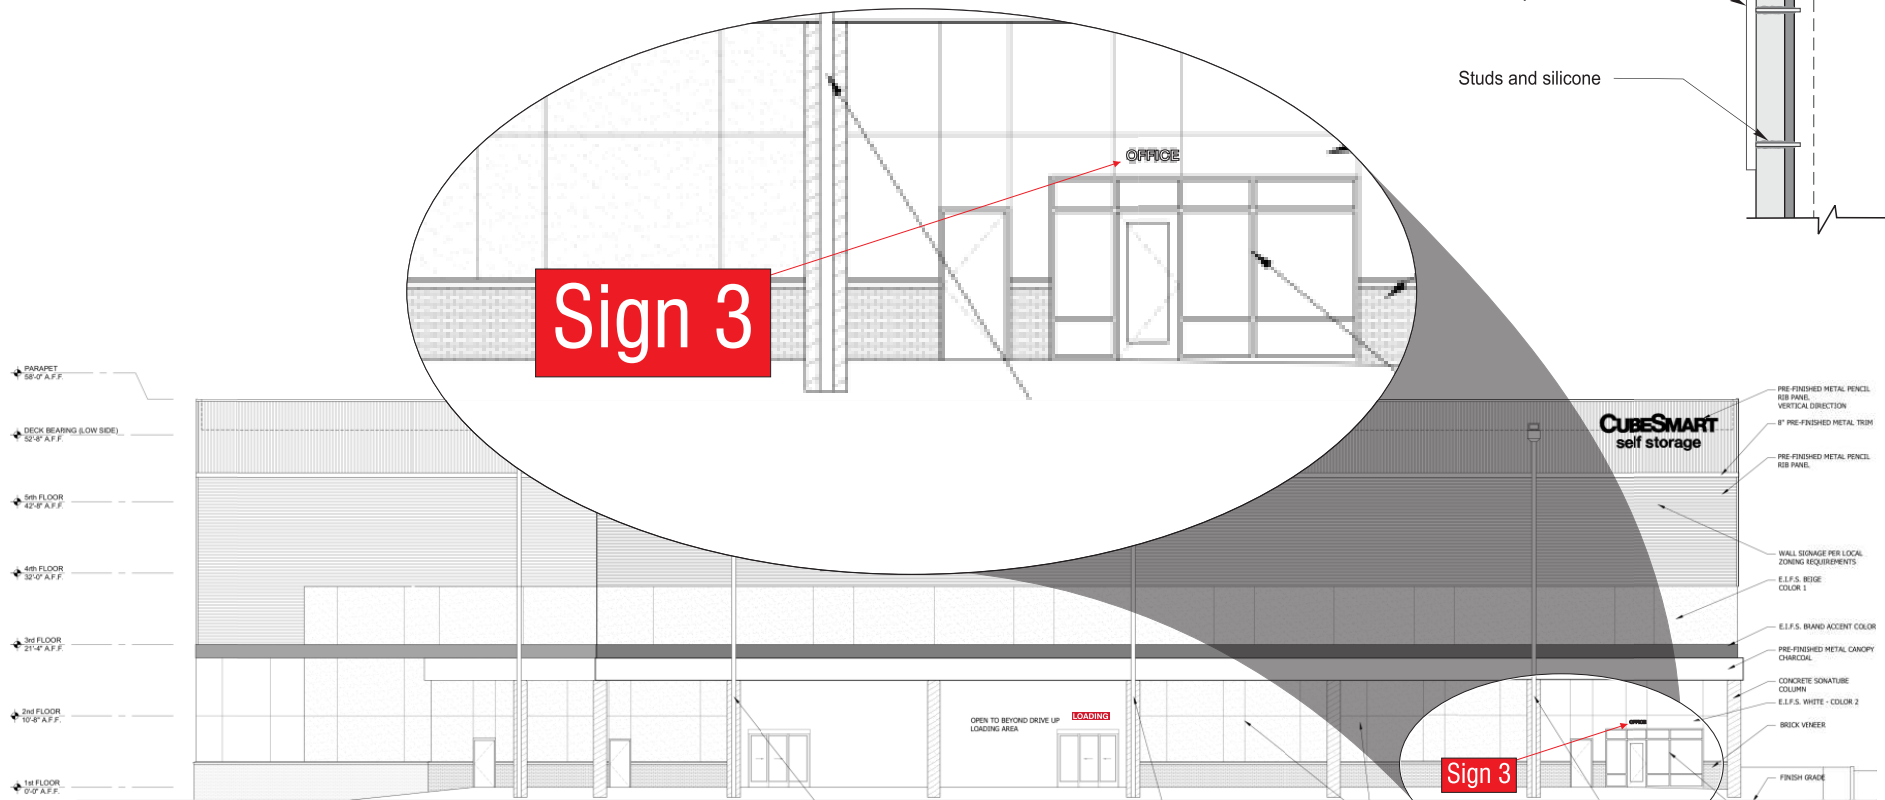 Studs and silicone
OFFICE
Sign 3
PARAPET
58'-0" A.F.F.
DECK BEARING (LOW SIDE)
52'-8" A.F.F.
5th FLOOR
42'-8" A.F.F.
4rth FLOOR
32'-0" A.F.F.
3rd FLOOR
21'-4" A.F.F.
2nd FLOOR
10'-8" A.F.F.
1st FLOOR
0'-0" A.F.F.
CUBESMART
self storage
PRE-FINISHED METAL PENCIL
RIB PANEL
VERTICAL DIRECTION
8" PRE-FINISHED METAL TRIM
PRE-FINISHED METAL PENCIL
RIB PANEL
WALL SIGNAGE PER LOCAL
ZONING REQUIREMENTS
E.I.F.S. BEIGE
COLOR 1
E.I.F.S. BRAND ACCENT COLOR
PRE-FINISHED METAL CANOPY
CHARCOAL
CONCRETE SONATUBE
COLUMN
E.I.F.S. WHITE - COLOR 2
BRICK VENEER
FINISH GRADE
OPEN TO BEYOND DRIVE UP
LOADING AREA
LOADING
OFFICE
Sign 3